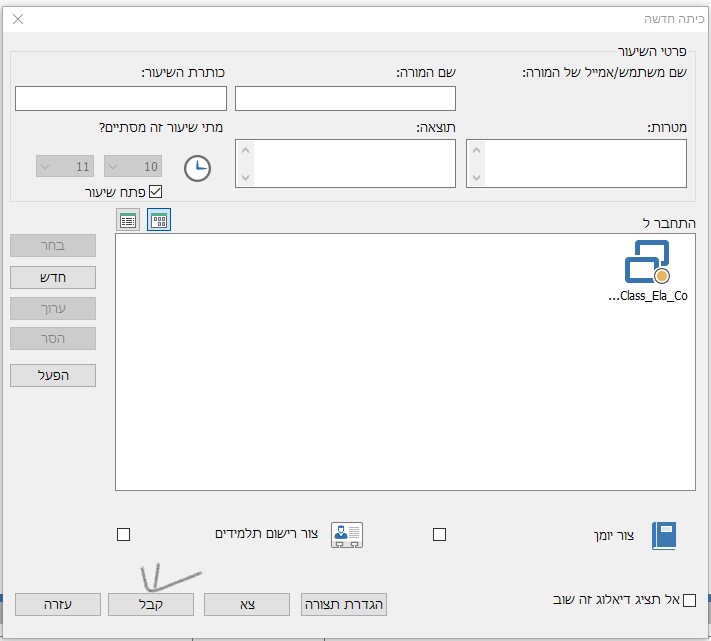 כיתה חדשה
פרטי השיעור
שם משתמש/אמייל של המורה:
שם המורה:
כותרת השיעור:
מטרות:
תוצאה:
מתי שיעור זה מסתיים?
10
11
פתח שיעור
התחבר ל
Class_Ela_Co...
בחר
חדש
ערוך
הסר
הפעל
צור יומן
צור רישום תלמידים
אל תציג דיאלוג זה שוב
הגדרת תצורה
צא
קבל
עזרה